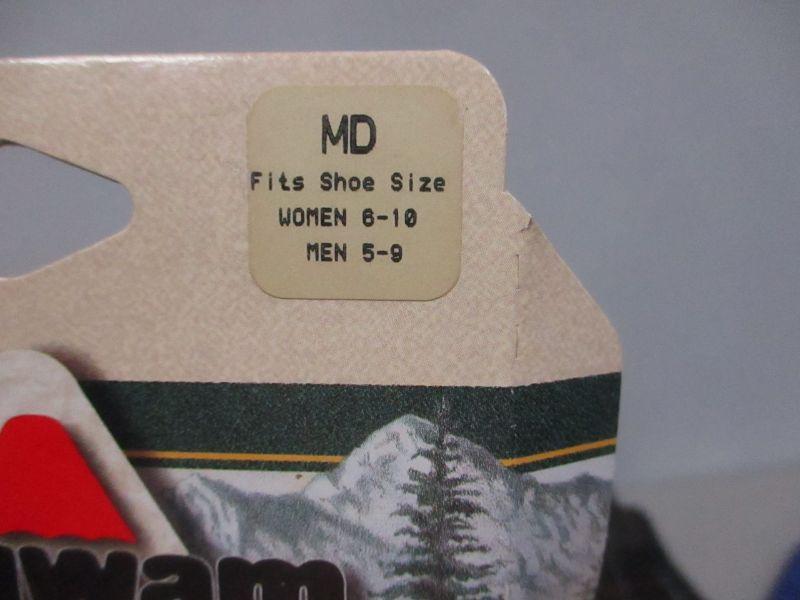 MD
Fits Shoe Size
WOMEN 6-10
MEN 5-9